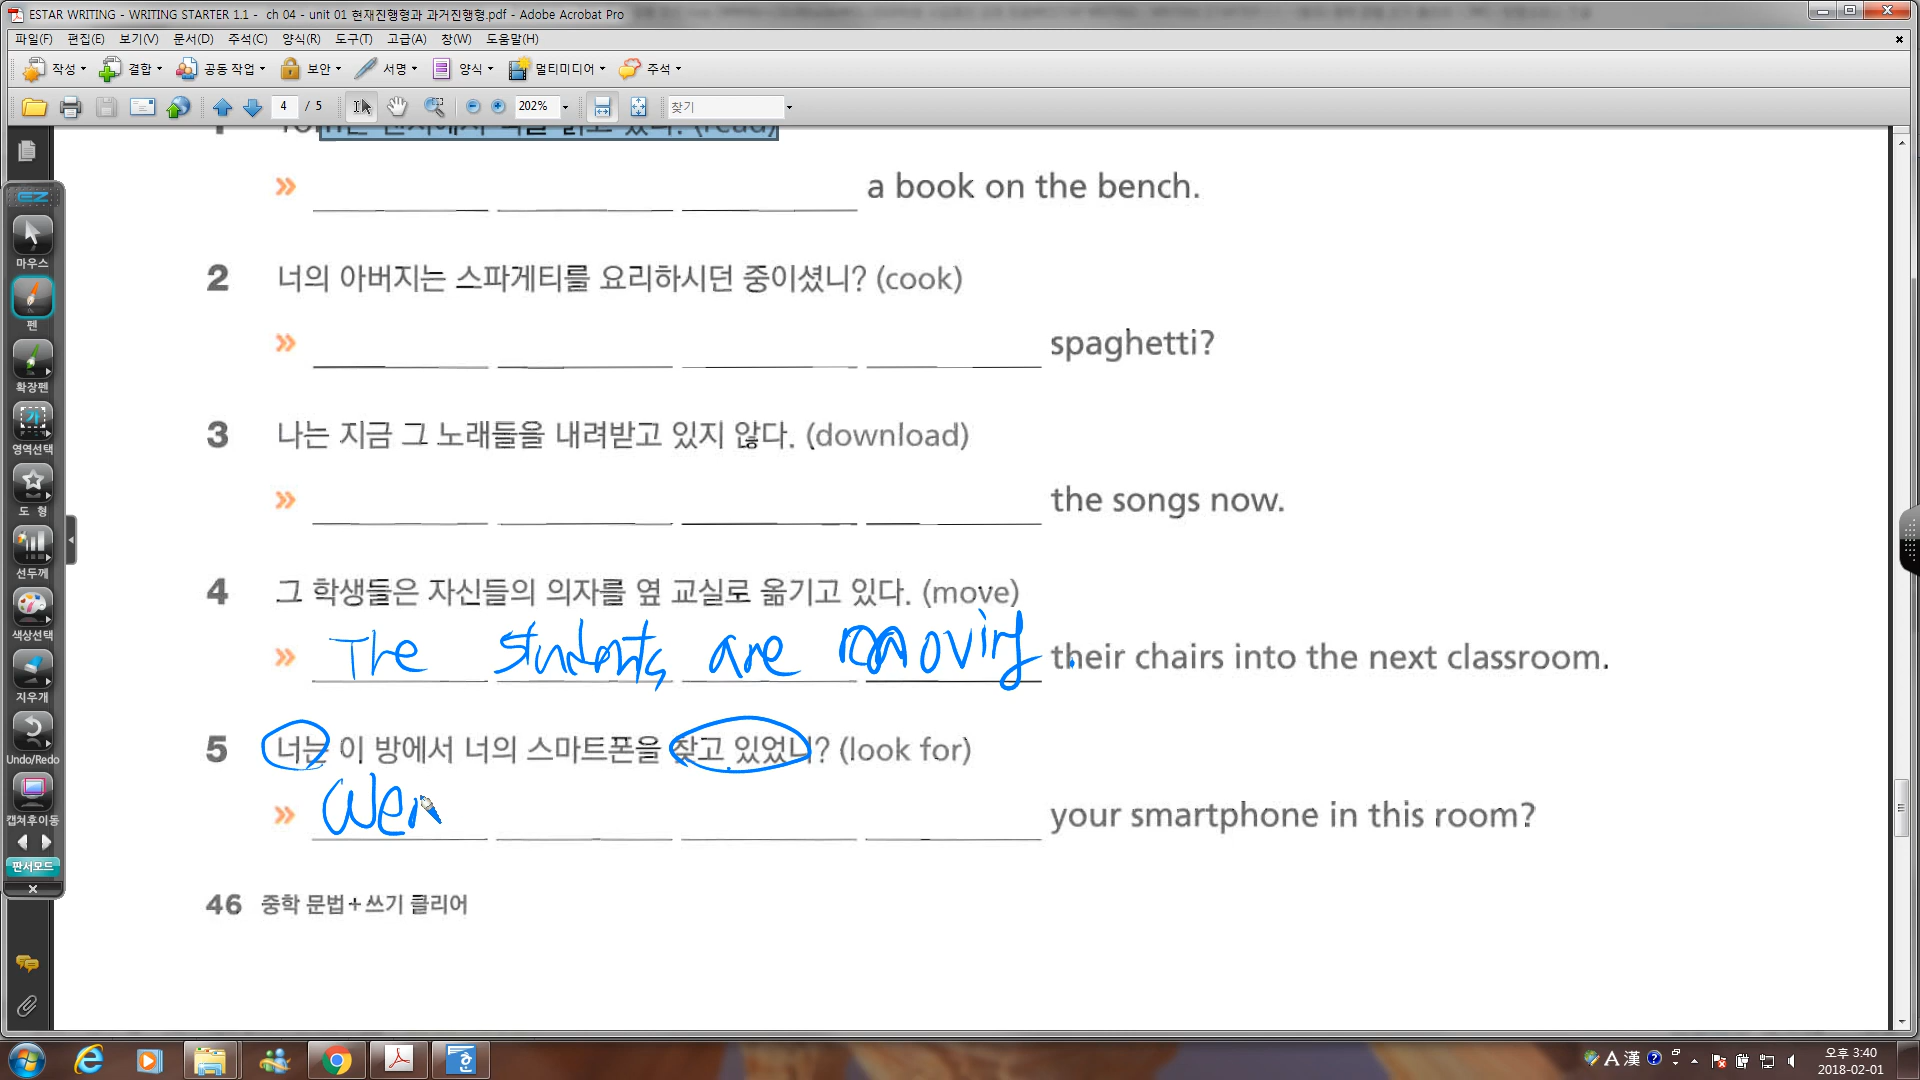 ESTAR WRITING - WRITING STARTER 1.1 - ch 04 - unit 01 현재진행형과 과거진행형.pdf - Adobe Acrobat Pro
파일(F) 편집(E) 보기(V) 문서(D) 주석(C) 양식(R) 도구(T) 고급(A) 창(W) 도움말(H)
작성 결합 공동 작업 보안 서명 양식 멀티미디어 주석
4 / 5 202% 찾기
» a book on the bench.
2 너의 아버지는 스파게티를 요리하시던 중이셨니? (cook)
» spaghetti?
3 나는 지금 그 노래들을 내려받고 있지 않다. (download)
» the songs now.
4 그 학생들은 자신들의 의자를 옆 교실로 옮기고 있다. (move)
» The students are moving their chairs into the next classroom.
5 너는 이 방에서 너의 스마트폰을 찾고 있었니? (look for)
» Wer your smartphone in this room?
46 중학 문법+쓰기 클리어
EZ
마우스
펜
확장펜
가
영역선택
도 형
선두께
색상선택
지우개
Undo/Redo
캡쳐후이동
판서모드
A 漢
오후 3:40
2018-02-01